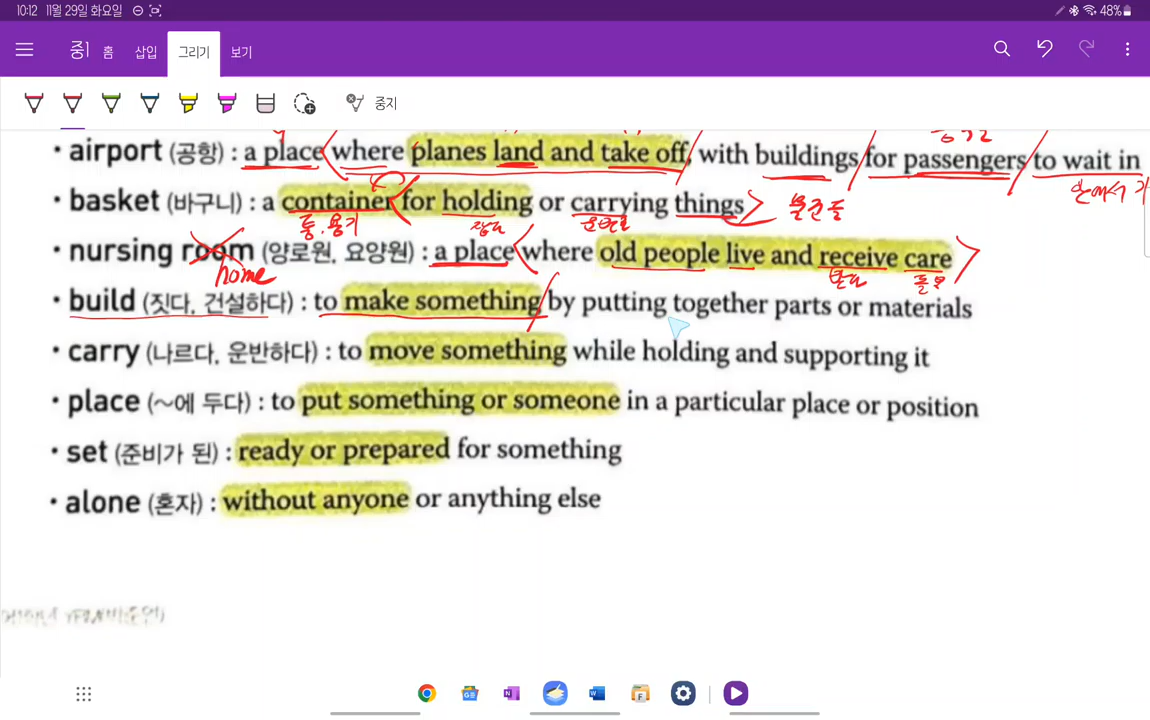 10:12 11월 29일 화요일
48%
중1 홈 삽입 그리기 보기
중지
• airport (공항) : a place where planes land and take off, with buildings for passengers to wait in
안에서
• basket (바구니) : a container for holding or carrying things 물건들
통, 용기 잡다
• nursing room (양로원, 요양원) : a place where old people live and receive care
home 받다 돌봄
• build (짓다, 건설하다) : to make something by putting together parts or materials
• carry (나르다, 운반하다) : to move something while holding and supporting it
• place (~에 두다) : to put something or someone in a particular place or position
• set (준비가 된) : ready or prepared for something
• alone (혼자) : without anyone or anything else